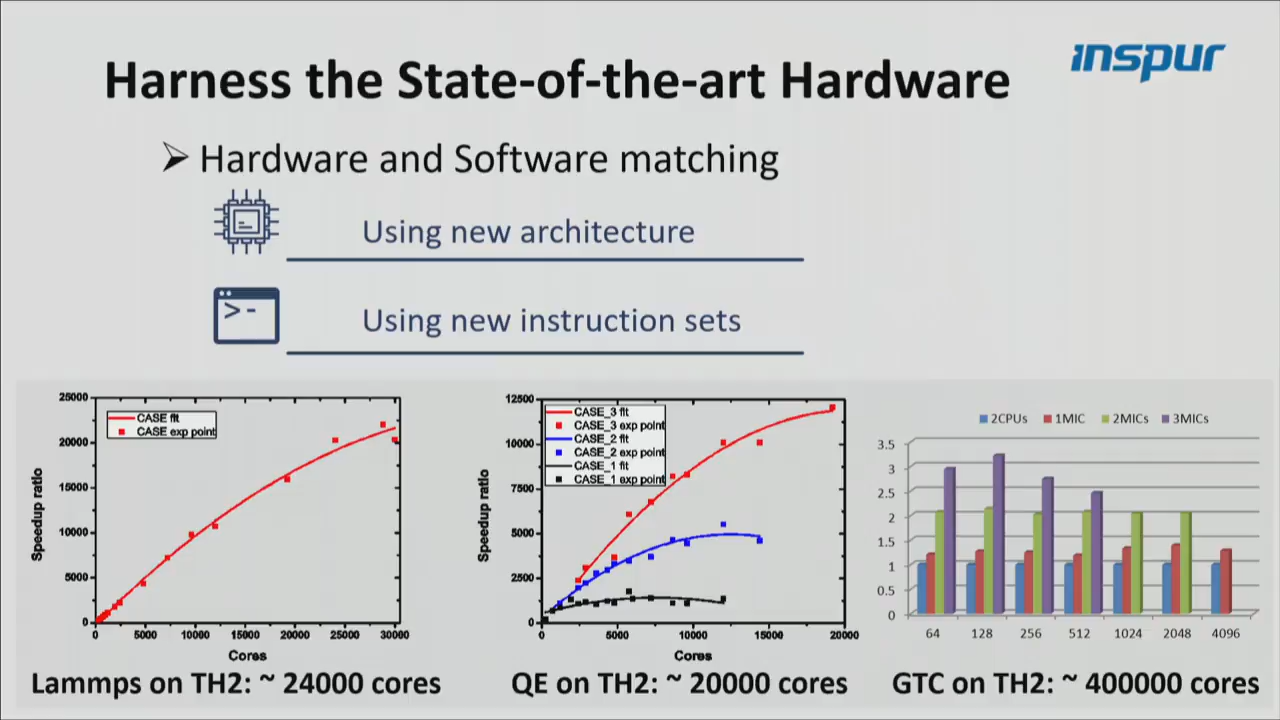 inspur
Harness the State-of-the-art Hardware
➢ Hardware and Software matching
Using new architecture
>-
Using new instruction sets
25000
20000
15000
10000
5000
0
Speedup ratio
CASE fit
CASE exp point
0 5000 10000 15000 20000 25000 30000
Cores
Lammps on TH2: ~ 24000 cores
12500
10000
7500
5000
2500
0
Speedup ratio
CASE_3 fit
CASE_3 exp point
CASE_2 fit
CASE_2 exp point
CASE_1 fit
CASE_1 exp point
0 5000 10000 15000 20000
Cores
QE on TH2: ~ 20000 cores
2CPUs 1MIC 2MICs 3MICs
3.5
3
2.5
2
1.5
1
0.5
0
64 128 256 512 1024 2048 4096
GTC on TH2: ~ 400000 cores